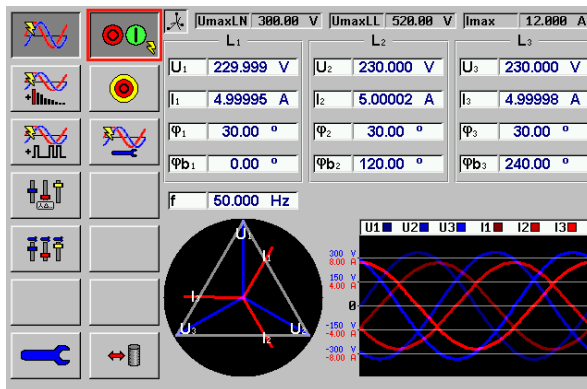 UmaxLN 300.00 V UmaxLL 520.00 V Imax 12.000 A
L1 L2 L3
U1 229.999 V U2 230.000 V U3 230.000 V
I1 4.99995 A I2 5.00002 A I3 4.99998 A
φ1 30.00 º φ2 30.00 º φ3 30.00 º
φb1 0.00 º φb2 120.00 º φb3 240.00 º
f 50.000 Hz
U1 U2 U3 I1 I2 I3
U1
I1
I3
U3 U2
I2
300 V
8.00 A
150 V
4.00 A
0
-150 V
-4.00 A
-300 V
-8.00 A